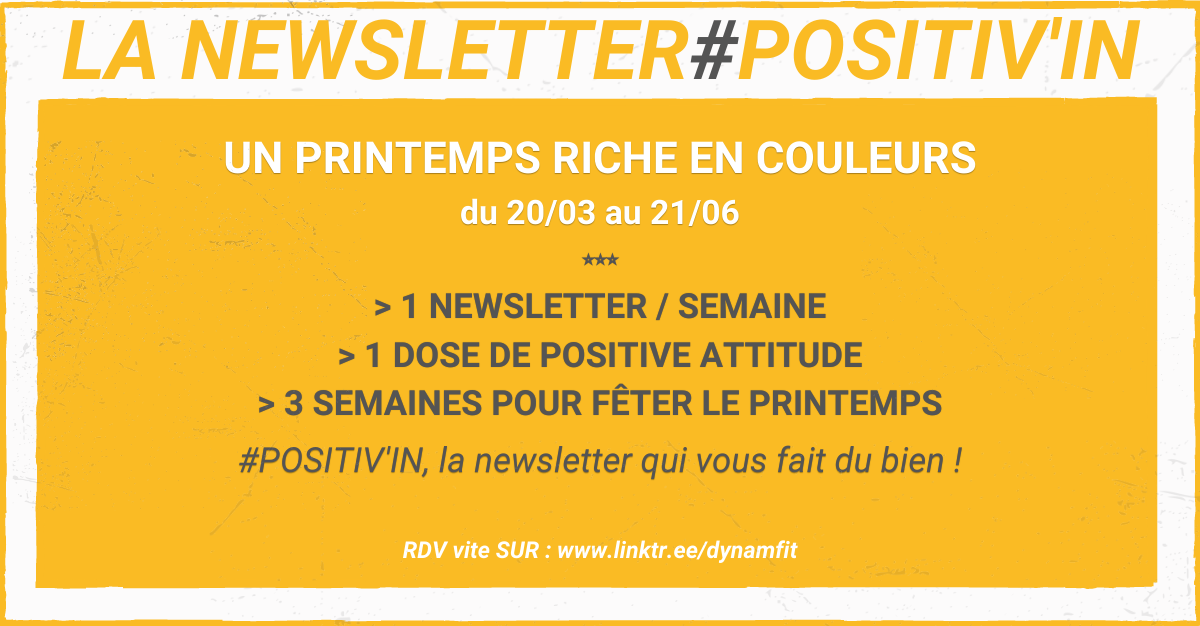 LA NEWSLETTER#POSITIV'IN
UN PRINTEMPS RICHE EN COULEURS
du 20/03 au 21/06
***
> 1 NEWSLETTER / SEMAINE
> 1 DOSE DE POSITIVE ATTITUDE
> 3 SEMAINES POUR FÊTER LE PRINTEMPS
#POSITIV'IN, la newsletter qui vous fait du bien !
RDV vite SUR : www.linktr.ee/dynamfit